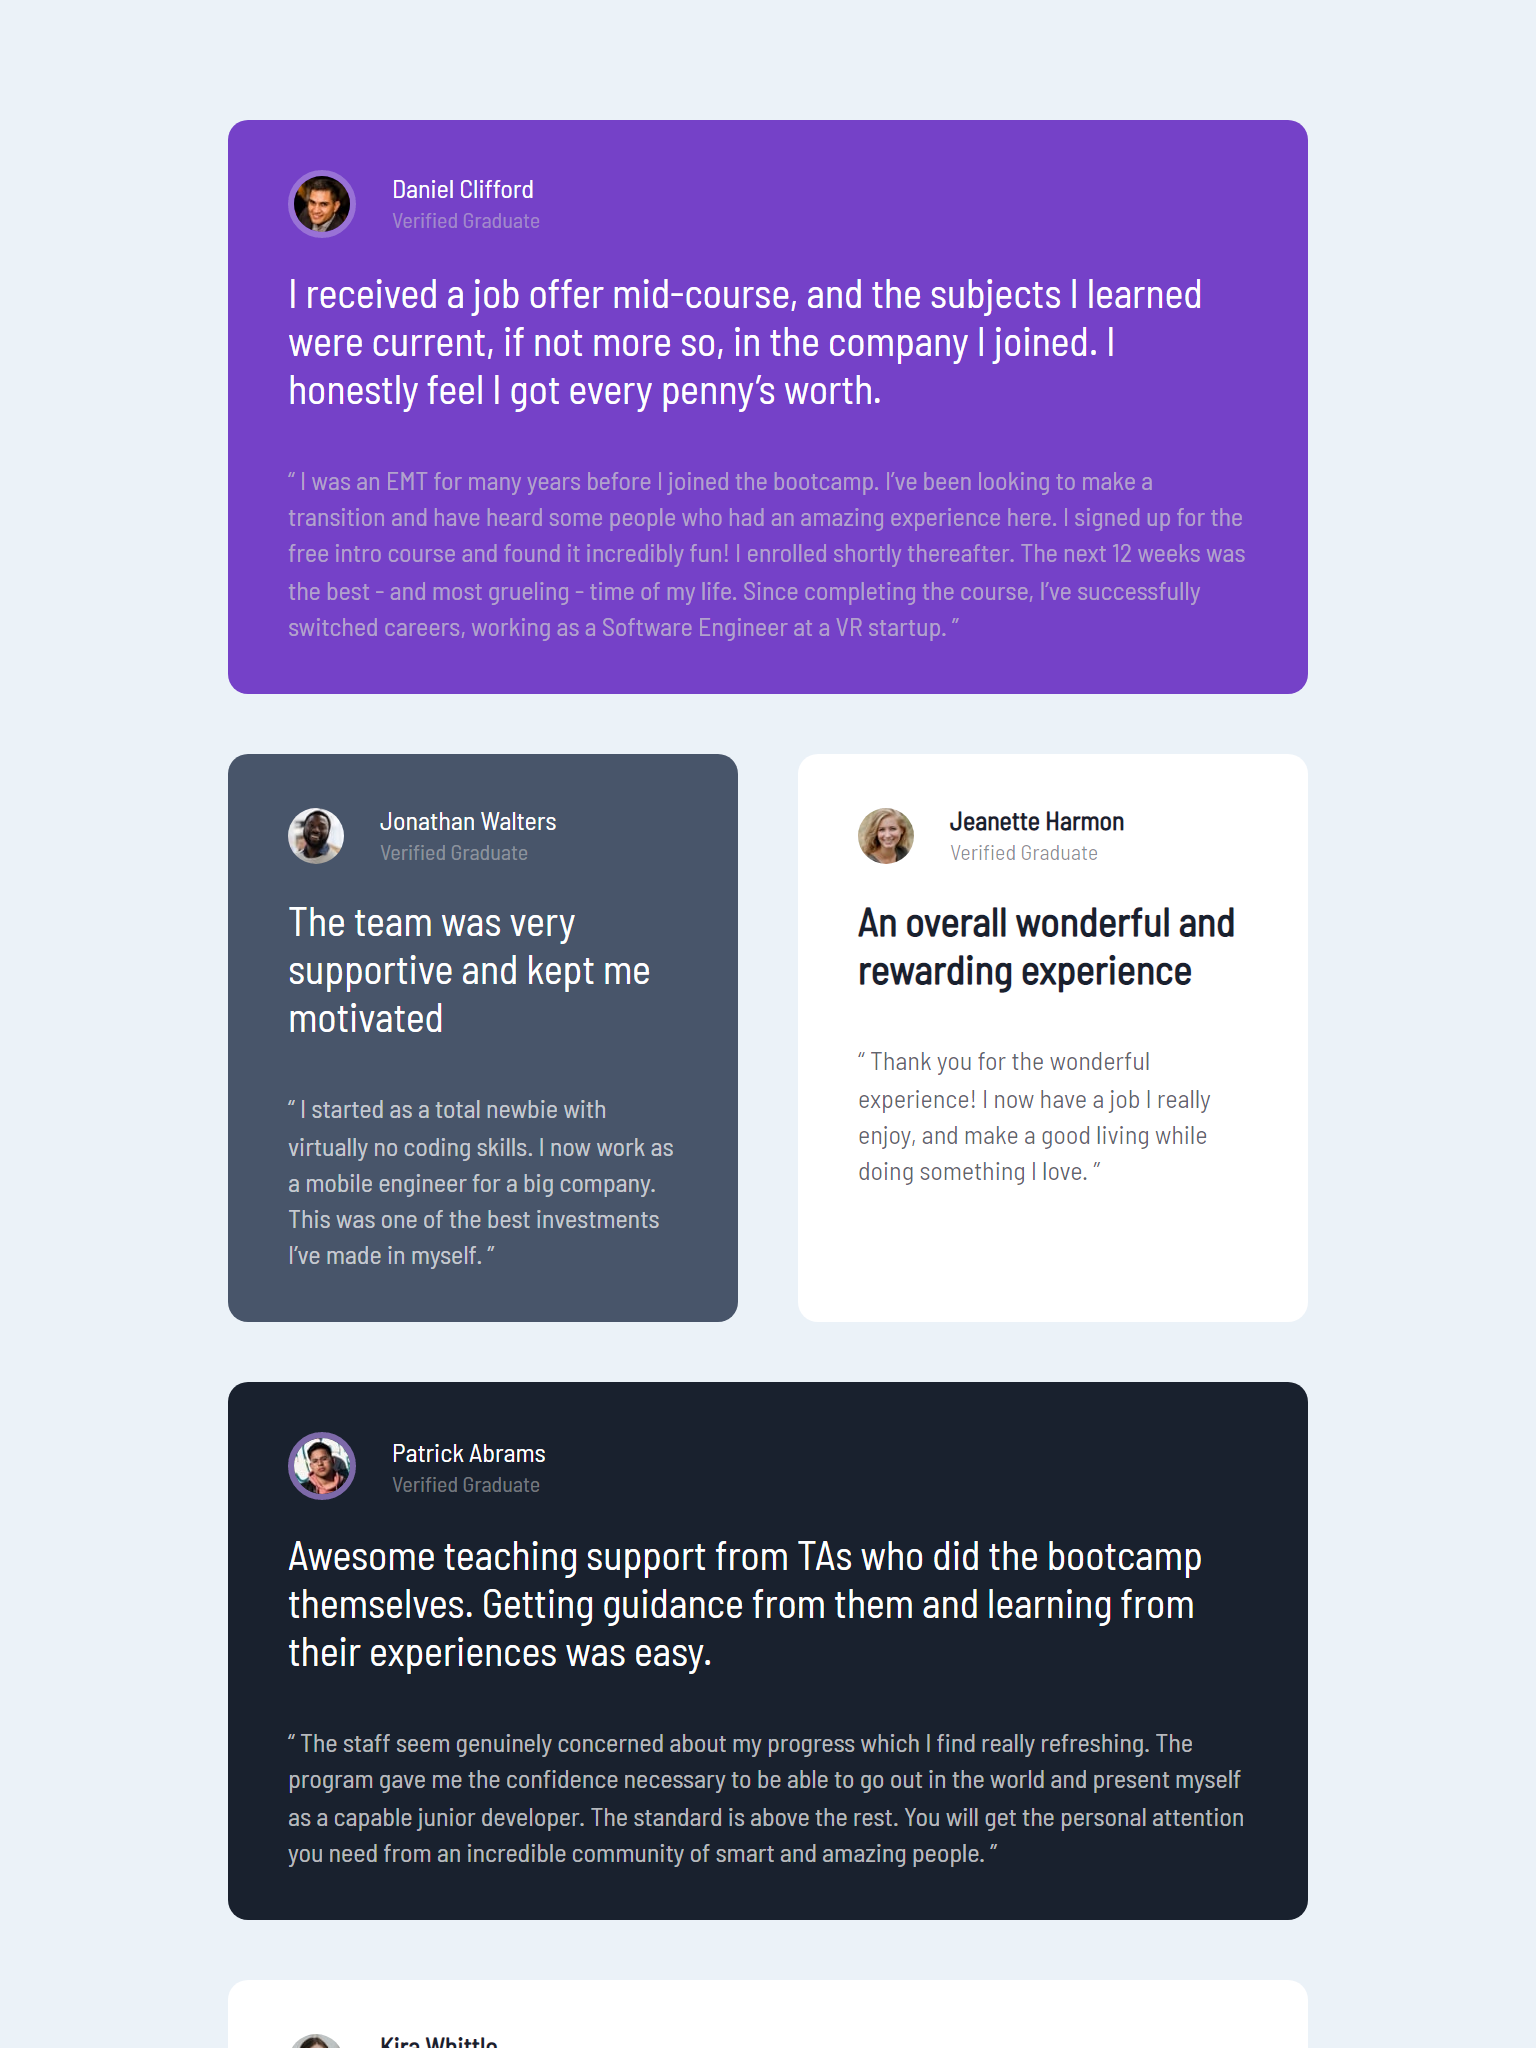 Daniel Clifford
Verified Graduate
I received a job offer mid-course, and the subjects I learned
were current, if not more so, in the company I joined. I
honestly feel I got every penny’s worth.
“ I was an EMT for many years before I joined the bootcamp. I’ve been looking to make a
transition and have heard some people who had an amazing experience here. I signed up for the
free intro course and found it incredibly fun! I enrolled shortly thereafter. The next 12 weeks was
the best - and most grueling - time of my life. Since completing the course, I’ve successfully
switched careers, working as a Software Engineer at a VR startup. ”
Jonathan Walters
Verified Graduate
The team was very
supportive and kept me
motivated
“ I started as a total newbie with
virtually no coding skills. I now work as
a mobile engineer for a big company.
This was one of the best investments
I’ve made in myself. ”
Jeanette Harmon
Verified Graduate
An overall wonderful and
rewarding experience
“ Thank you for the wonderful
experience! I now have a job I really
enjoy, and make a good living while
doing something I love. ”
Patrick Abrams
Verified Graduate
Awesome teaching support from TAs who did the bootcamp
themselves. Getting guidance from them and learning from
their experiences was easy.
“ The staff seem genuinely concerned about my progress which I find really refreshing. The
program gave me the confidence necessary to be able to go out in the world and present myself
as a capable junior developer. The standard is above the rest. You will get the personal attention
you need from an incredible community of smart and amazing people. ”
Kira Whittle